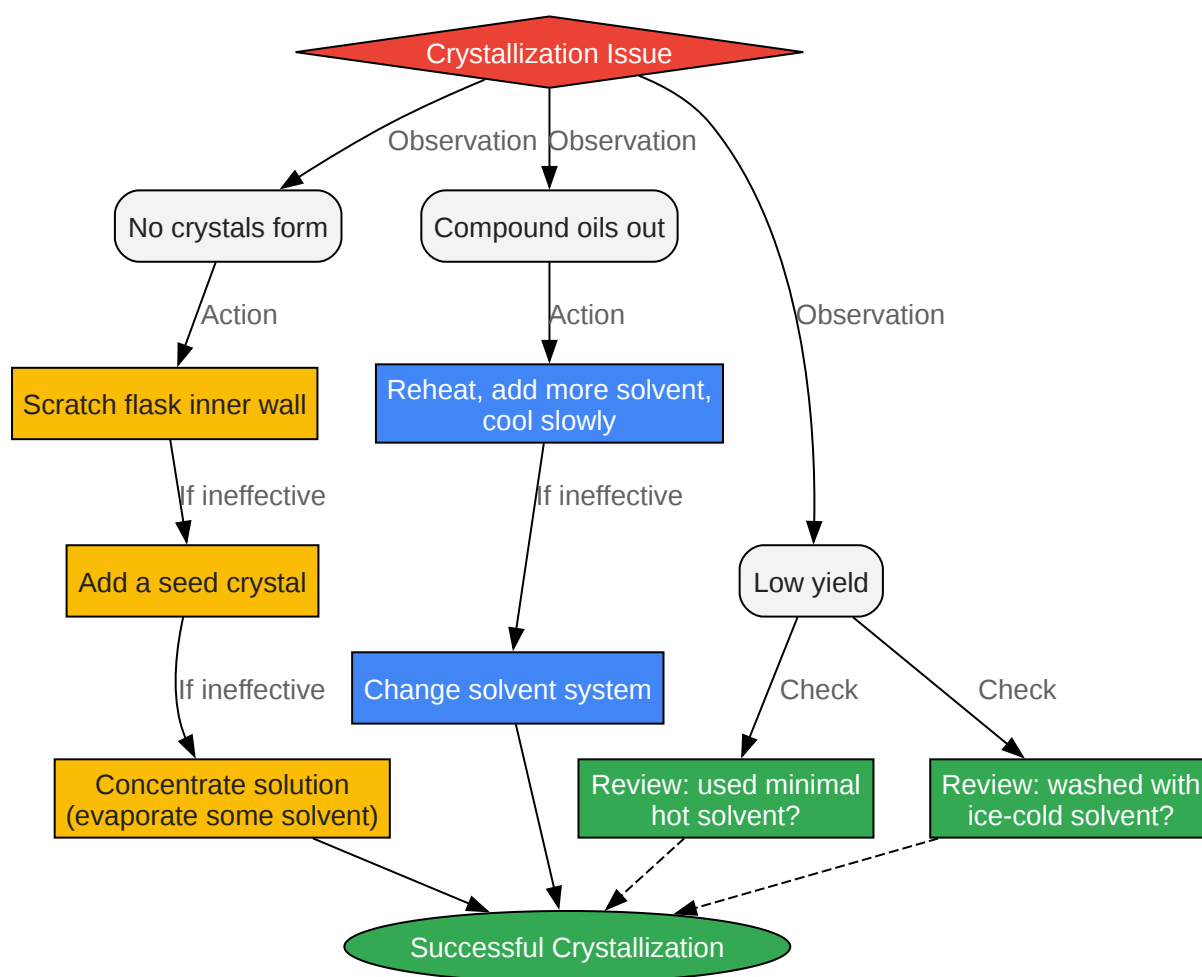 Crystallization Issue
Observation
Observation
No crystals form
Compound oils out
Action
Action
Observation
Scratch flask inner wall
Reheat, add more solvent,
cool slowly
If ineffective
If ineffective
Add a seed crystal
Low yield
If ineffective
Change solvent system
Check
Check
Concentrate solution
(evaporate some solvent)
Review: used minimal
hot solvent?
Review: washed with
ice-cold solvent?
Successful Crystallization